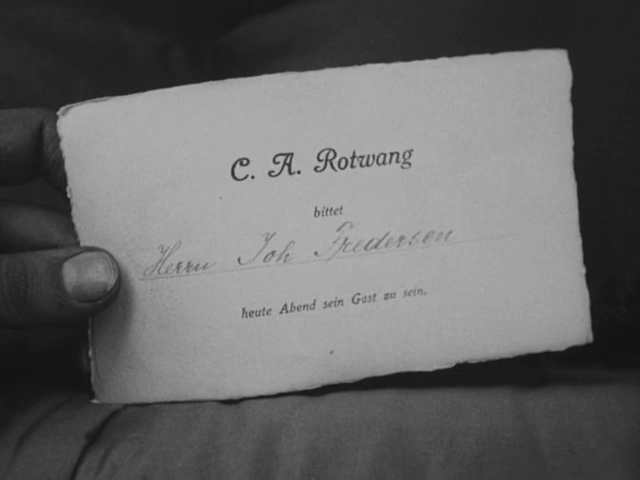 C. A. Rotwang
bittet
Herrn Joh Fredersen
heute Abend sein Gast zu sein.